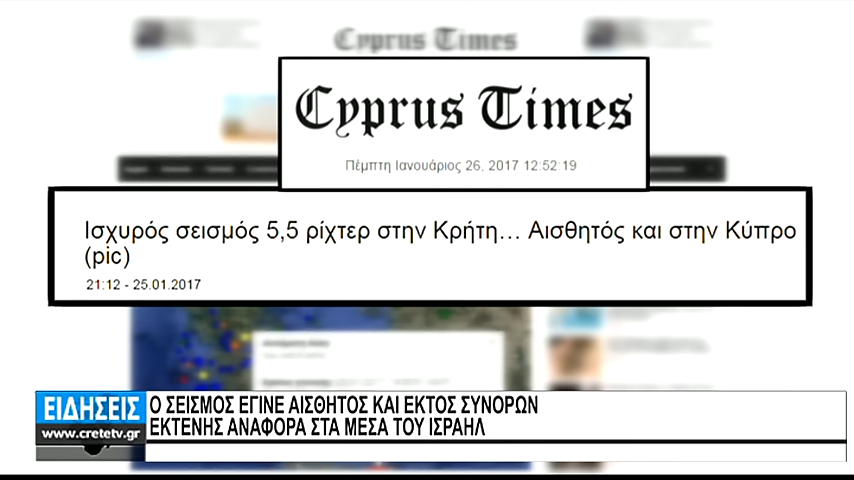 Cyprus Times
Cyprus Times
Πέμπτη Ιανουάριος 26, 2017 12:52:19
Ισχυρός σεισμός 5,5 ρίχτερ στην Κρήτη... Αισθητός και στην Κύπρο
(pic)
21:12 - 25.01.2017
ΕΙΔΗΣΕΙΣ
www.cretetv.gr
Ο ΣΕΙΣΜΟΣ ΕΓΙΝΕ ΑΙΣΘΗΤΟΣ ΚΑΙ ΕΚΤΟΣ ΣΥΝΟΡΩΝ
ΕΚΤΕΝΗΣ ΑΝΑΦΟΡΑ ΣΤΑ ΜΕΣΑ ΤΟΥ ΙΣΡΑΗΛ